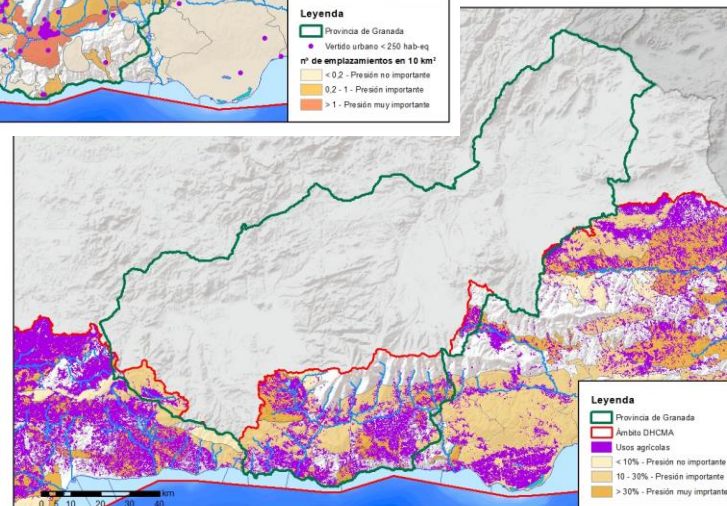 Leyenda
Provincia de Granada
Vertido urbano < 250 hab-eq
nº de emplazamientos en 10 km²
< 0,2 - Presión no importante
0,2 - 1 - Presión importante
> 1 - Presión muy importante
km
0 5 10 20 30 40
Leyenda
Provincia de Granada
Ámbito DHCMA
Usos agrícolas
< 10% - Presión no importante
10 - 30% - Presión importante
> 30% - Presión muy imprtante